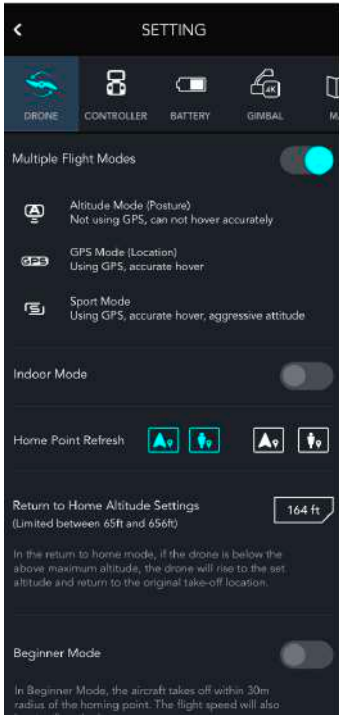 SETTING
DRONE CONTROLLER BATTERY 4K GIMBAL
Multiple Flight Modes
A Altitude Mode (Posture)
Not using GPS, can not hover accurately
GPS GPS Mode (Location)
Using GPS, accurate hover
S Sport Mode
Using GPS, accurate hover, aggressive attitude
Indoor Mode
Home Point Refresh
Return to Home Altitude Settings 164 ft
(Limited between 65ft and 656ft)
In the return to home mode, if the drone is below the
above maximum altitude, the drone will rise to the set
altitude and return to the original take-off location.
Beginner Mode
In Beginner Mode, the aircraft takes off within 30m
radius of the homing point. The flight speed will also